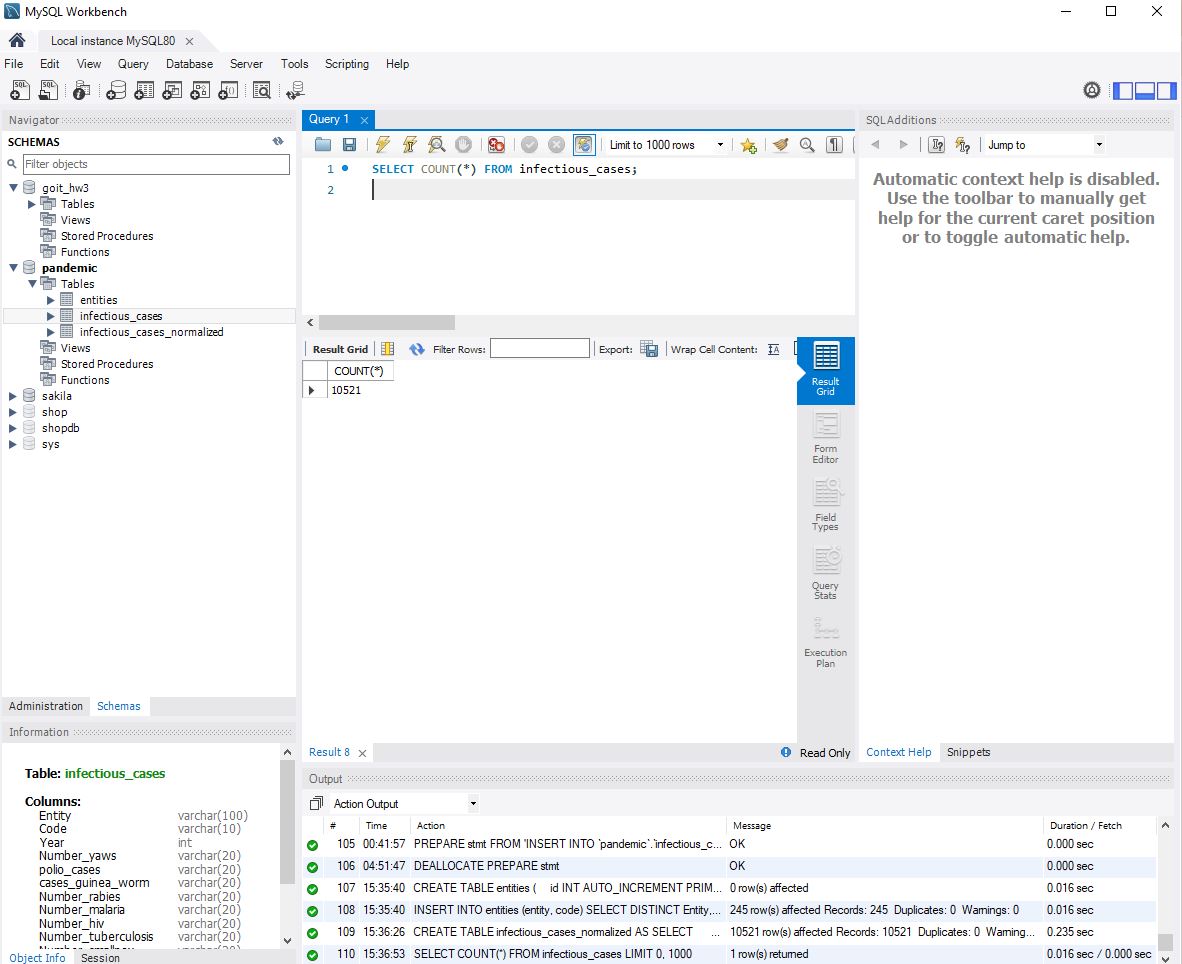 MySQL Workbench
Local instance MySQL80
File Edit View Query Database Server Tools Scripting Help
Navigator
SCHEMAS
Filter objects
goit_hw3
Tables
Views
Stored Procedures
Functions
pandemic
Tables
entities
infectious_cases
infectious_cases_normalized
Views
Stored Procedures
Functions
sakila
shop
shopdb
sys
Administration Schemas
Information
Table: infectious_cases
Columns:
Entity varchar(100)
Code varchar(10)
Year int
Number_yaws varchar(20)
polio_cases varchar(20)
cases_guinea_worm varchar(20)
Number_rabies varchar(20)
Number_malaria varchar(20)
Number_hiv varchar(20)
Number_tuberculosis varchar(20)
Object Info Session
Query 1
Limit to 1000 rows
1 SELECT COUNT(*) FROM infectious_cases;
2
Result Grid Filter Rows: Export: Wrap Cell Content:
COUNT(*)
10521
Result Grid
Form Editor
Field Types
Query Stats
Execution Plan
Result 8 Read Only
SQLAdditions
Jump to
Automatic context help is disabled.
Use the toolbar to manually get
help for the current caret position
or to toggle automatic help.
Context Help Snippets
Output
Action Output
# Time Action Message Duration / Fetch
105 00:41:57 PREPARE stmt FROM 'INSERT INTO `pandemic`.`infectious_c... OK 0.000 sec
106 04:51:47 DEALLOCATE PREPARE stmt OK 0.000 sec
107 15:35:40 CREATE TABLE entities ( id INT AUTO_INCREMENT PRIM... 0 row(s) affected 0.016 sec
108 15:35:40 INSERT INTO entities (entity, code) SELECT DISTINCT Entity,... 245 row(s) affected Records: 245 Duplicates: 0 Warnings: 0 0.016 sec
109 15:36:26 CREATE TABLE infectious_cases_normalized AS SELECT ... 10521 row(s) affected Records: 10521 Duplicates: 0 Warning... 0.235 sec
110 15:36:53 SELECT COUNT(*) FROM infectious_cases LIMIT 0, 1000 1 row(s) returned 0.016 sec / 0.000 sec